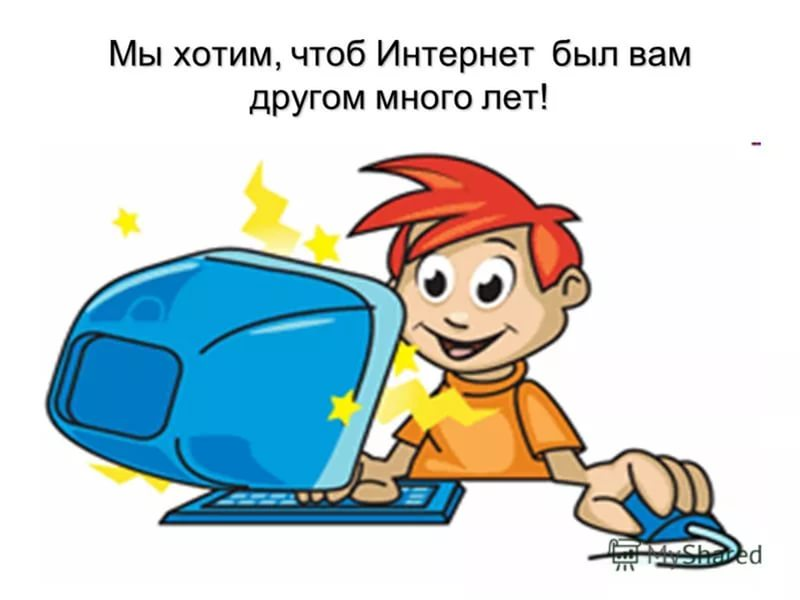 Мы хотим, чтоб Интернет был вам
другом много лет!
MyShared